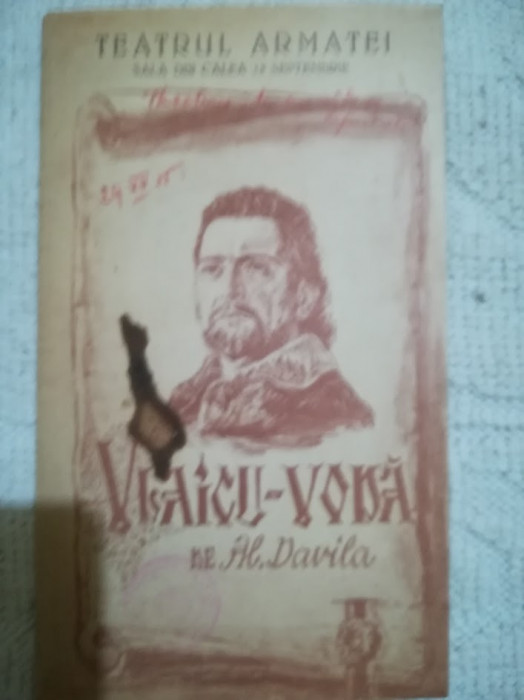 TEATRUL ARMATEI
SALA DIN CALEA 13 SEPTEMBRIE
VLAICU-VODĂ
DE Al. Davila